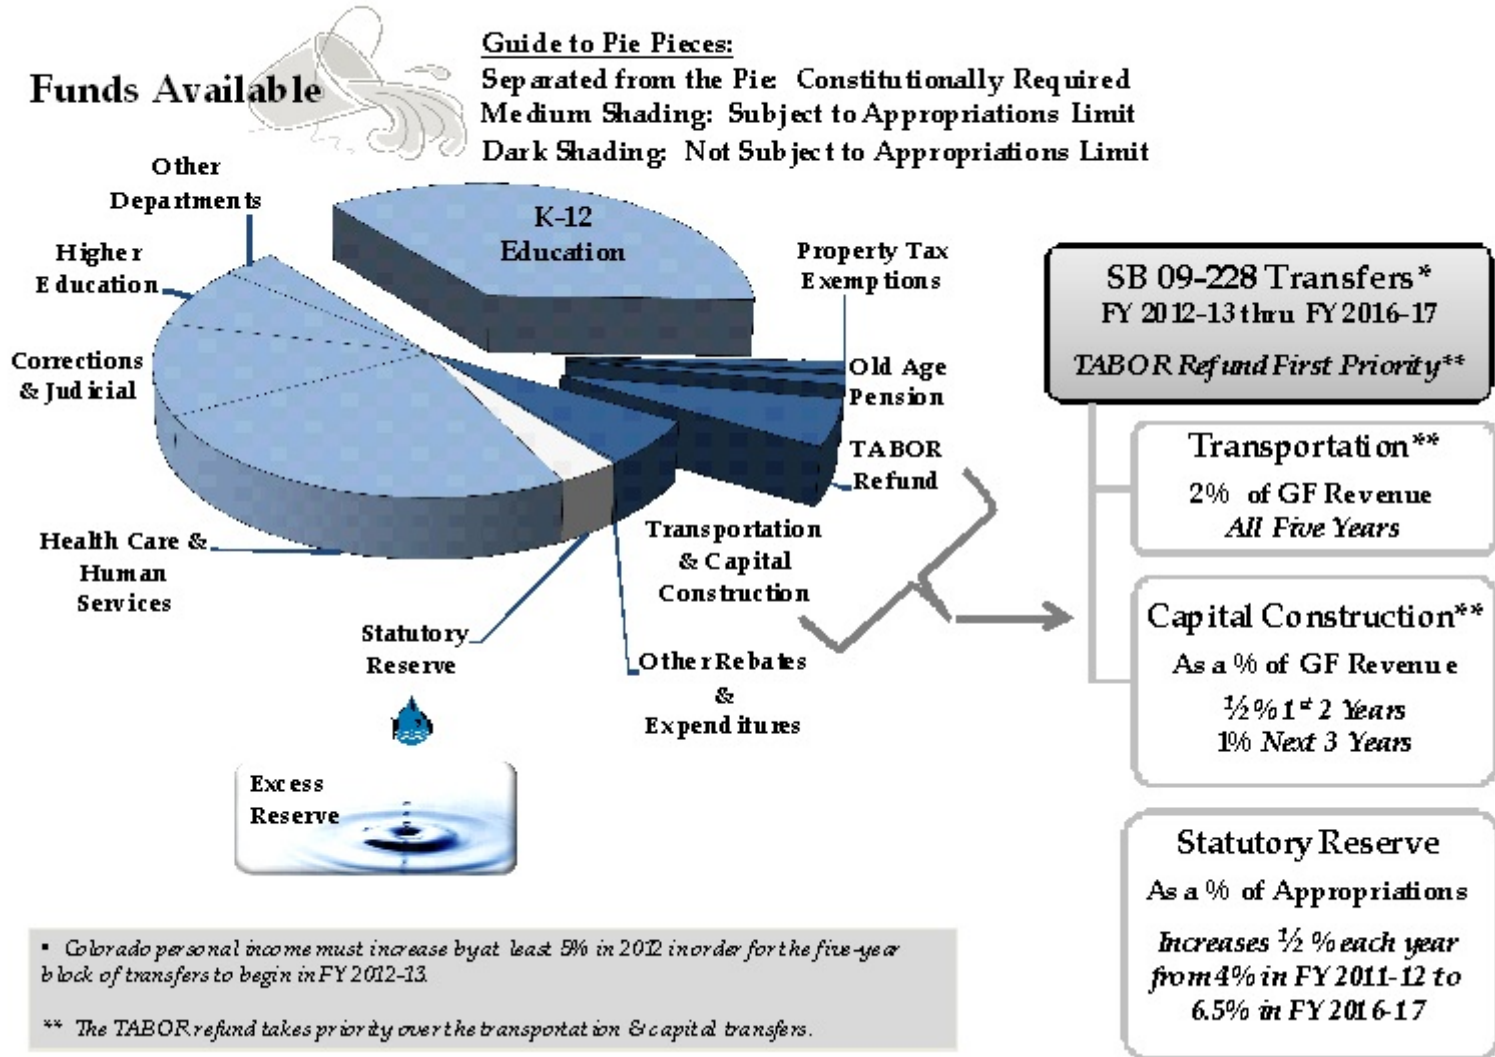 Funds Available
Guide to Pie Pieces:
Separated from the Pie: Constitutionally Required
Medium Shading: Subject to Appropriations Limit
Dark Shading: Not Subject to Appropriations Limit
Other
Departments
Higher
Education
Corrections
& Judicial
Health Care &
Human
Services
K-12
Education
Property Tax
Exemptions
Old Age
Pension
TABOR
Refund
Transportation
& Capital
Construction
Other Rebates
&
Expenditures
Statutory
Reserve
Excess
Reserve
SB 09-228 Transfers*
FY 2012-13 thru FY 2016-17
TABOR Refund First Priority**
Transportation**
2% of GF Revenue
All Five Years
Capital Construction**
As a % of GF Revenue
½% 1st 2 Years
1% Next 3 Years
Statutory Reserve
As a % of Appropriations
Increases ½ % each year
from 4% in FY 2011-12 to
6.5% in FY 2016-17
▪ Colorado personal income must increase by at least 5% in 2012 in order for the five-year
block of transfers to begin in FY 2012-13.
** The TABOR refund takes priority over the transportation & capital transfers.